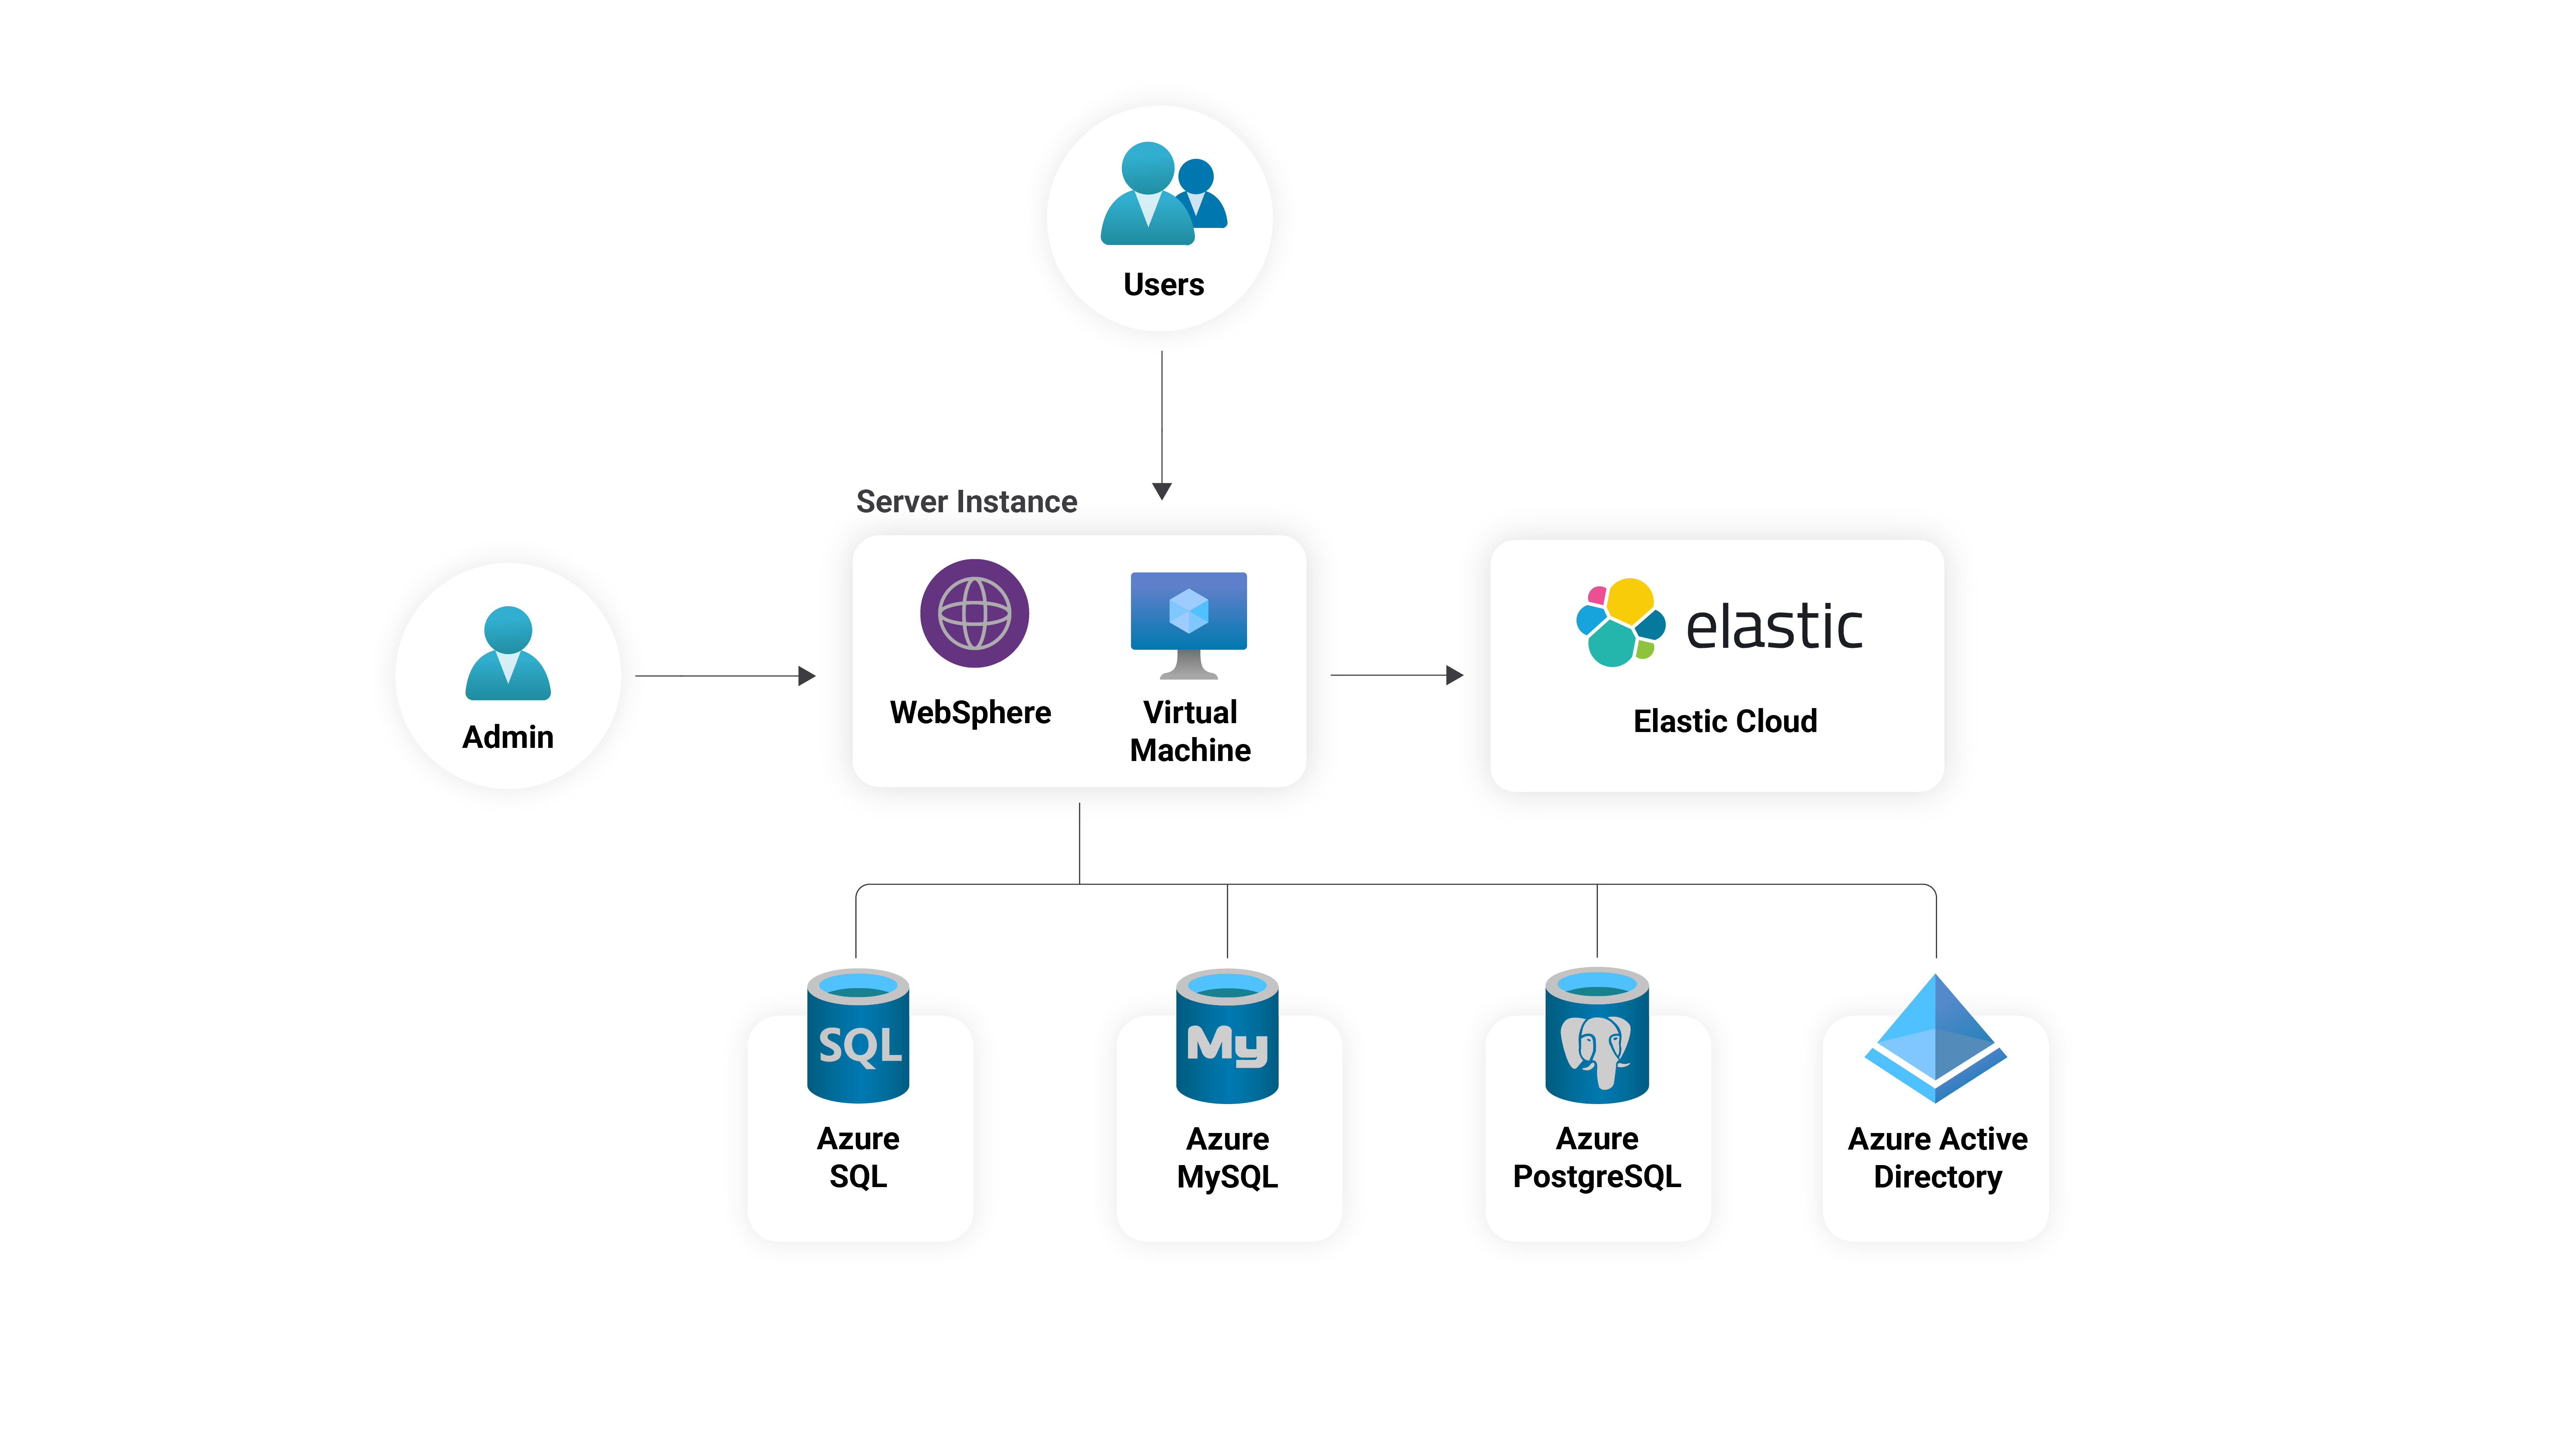 Users
Server Instance
Admin
WebSphere
Virtual
Machine
elastic
Elastic Cloud
SQL
My
Azure
SQL
Azure
MySQL
Azure
PostgreSQL
Azure Active
Directory